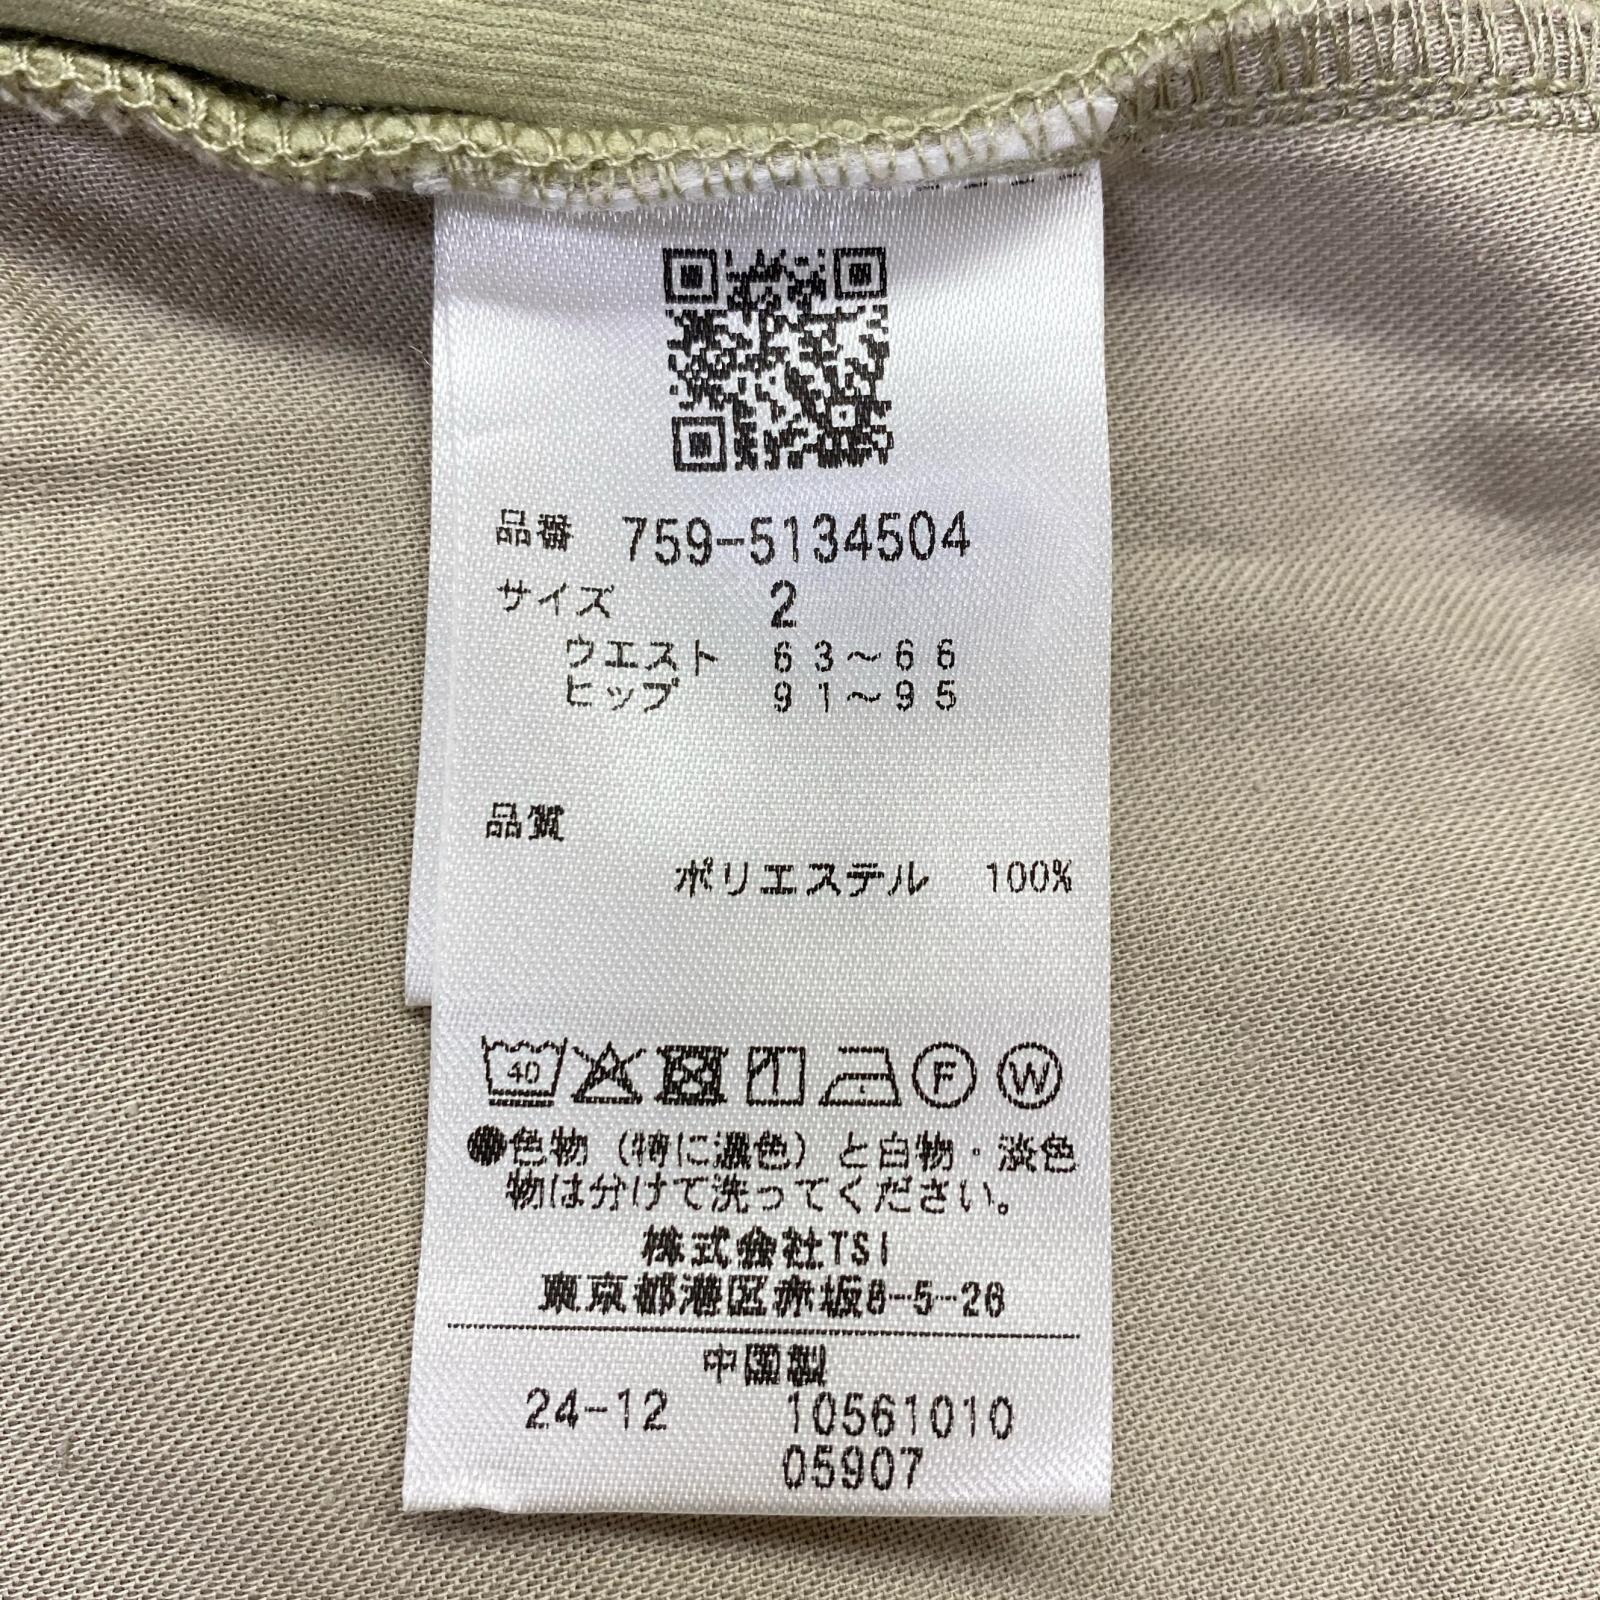 品番 759-5134504
サイズ 2
ウエスト 63～66
ヒップ 91～95
品質
ポリエステル 100%
40 F W
●色物（特に濃色）と白物・淡色
物は分けて洗ってください。
株式会社TSI
東京都港区赤坂8-5-26
中国製
24-12 10561010
05907